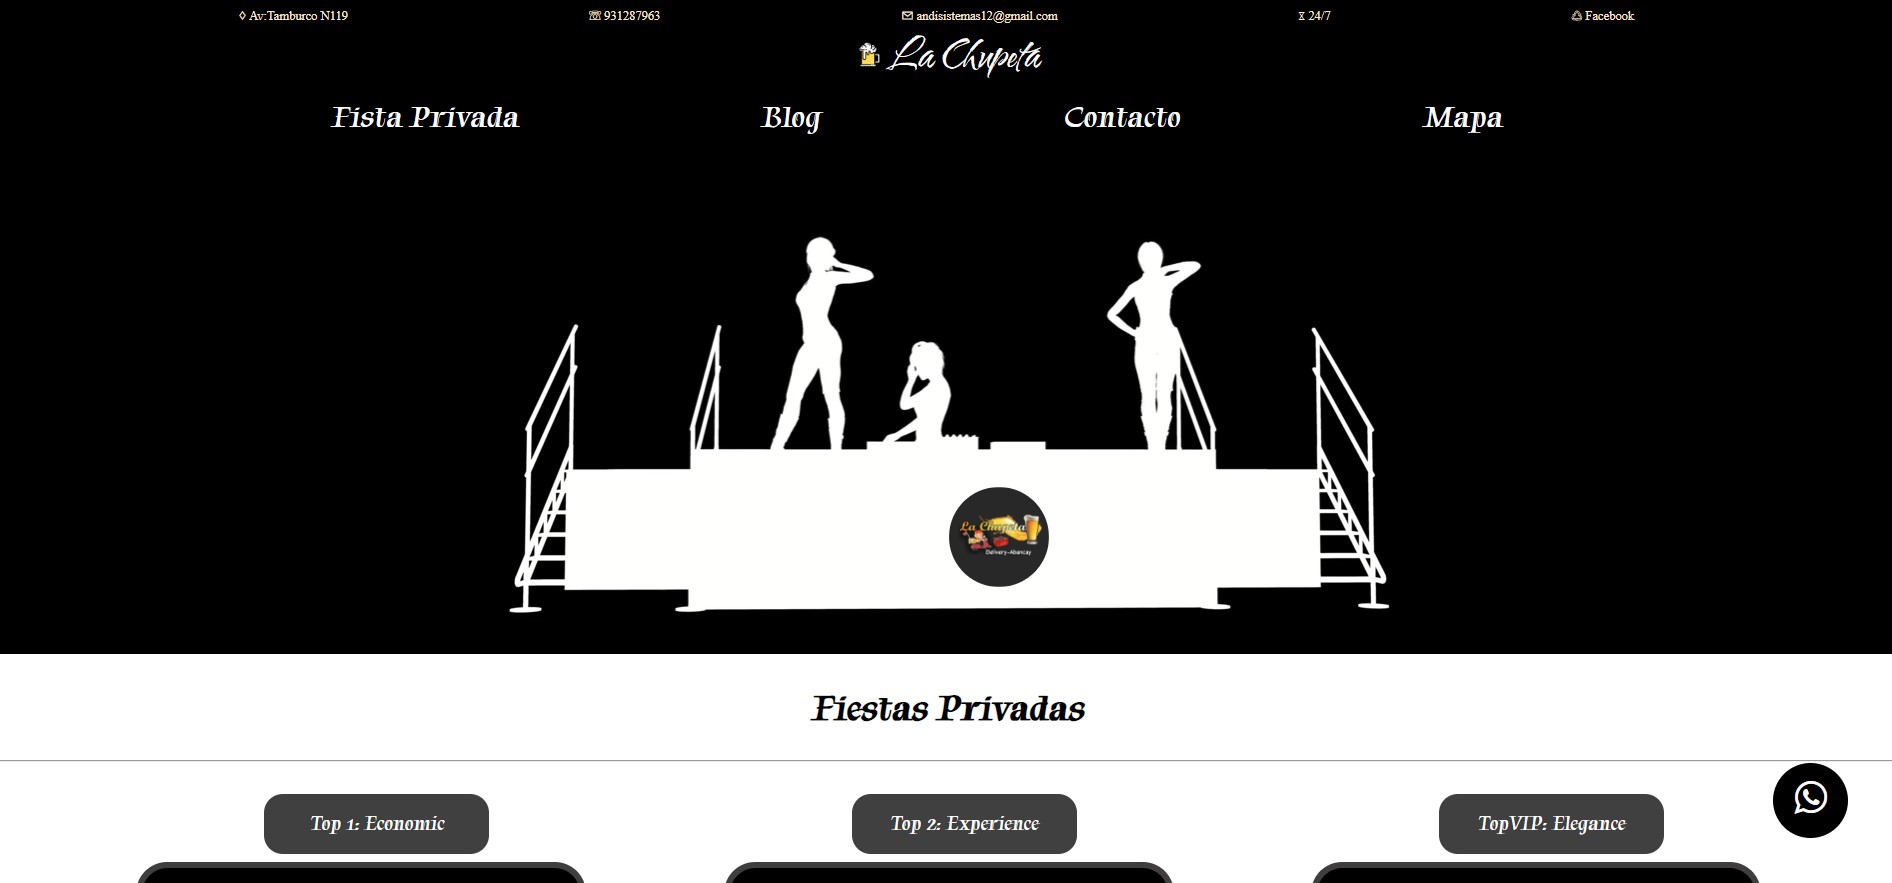 Av:Tamburco N119
931287963
andisistemas12@gmail.com
24/7
Facebook
La Chupeta
Fista Privada
Blog
Contacto
Mapa
La Chupeta
Delivery-Abancay
Fiestas Privadas
Top 1: Economic
Top 2: Experience
TopVIP: Elegance